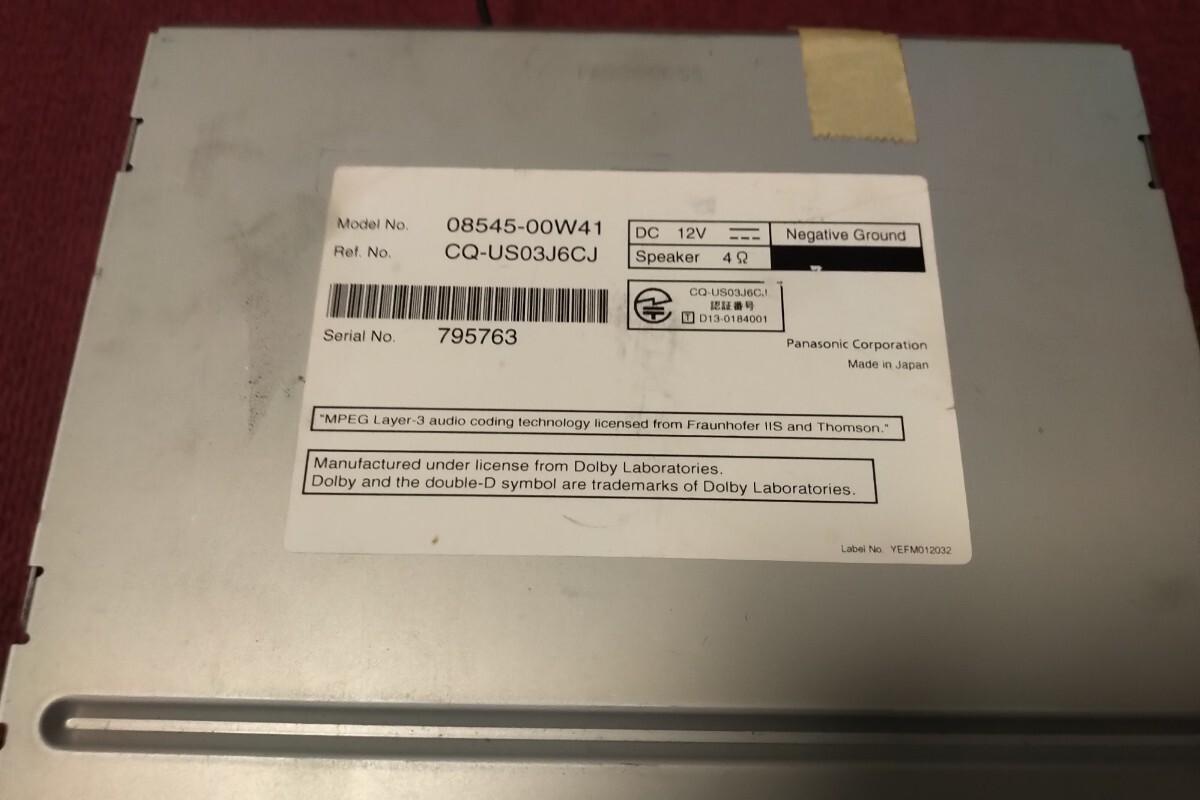 Model No. 08545-00W41
Ref. No. CQ-US03J6CJ
DC 12V
Negative Ground
Speaker 4Ω
CQ-US03J6CJ
認証番号
T D13-0184001
Serial No. 795763
Panasonic Corporation
Made in Japan
"MPEG Layer-3 audio coding technology licensed from Fraunhofer IIS and Thomson."
Manufactured under license from Dolby Laboratories.
Dolby and the double-D symbol are trademarks of Dolby Laboratories.
Label No. YEFM012032